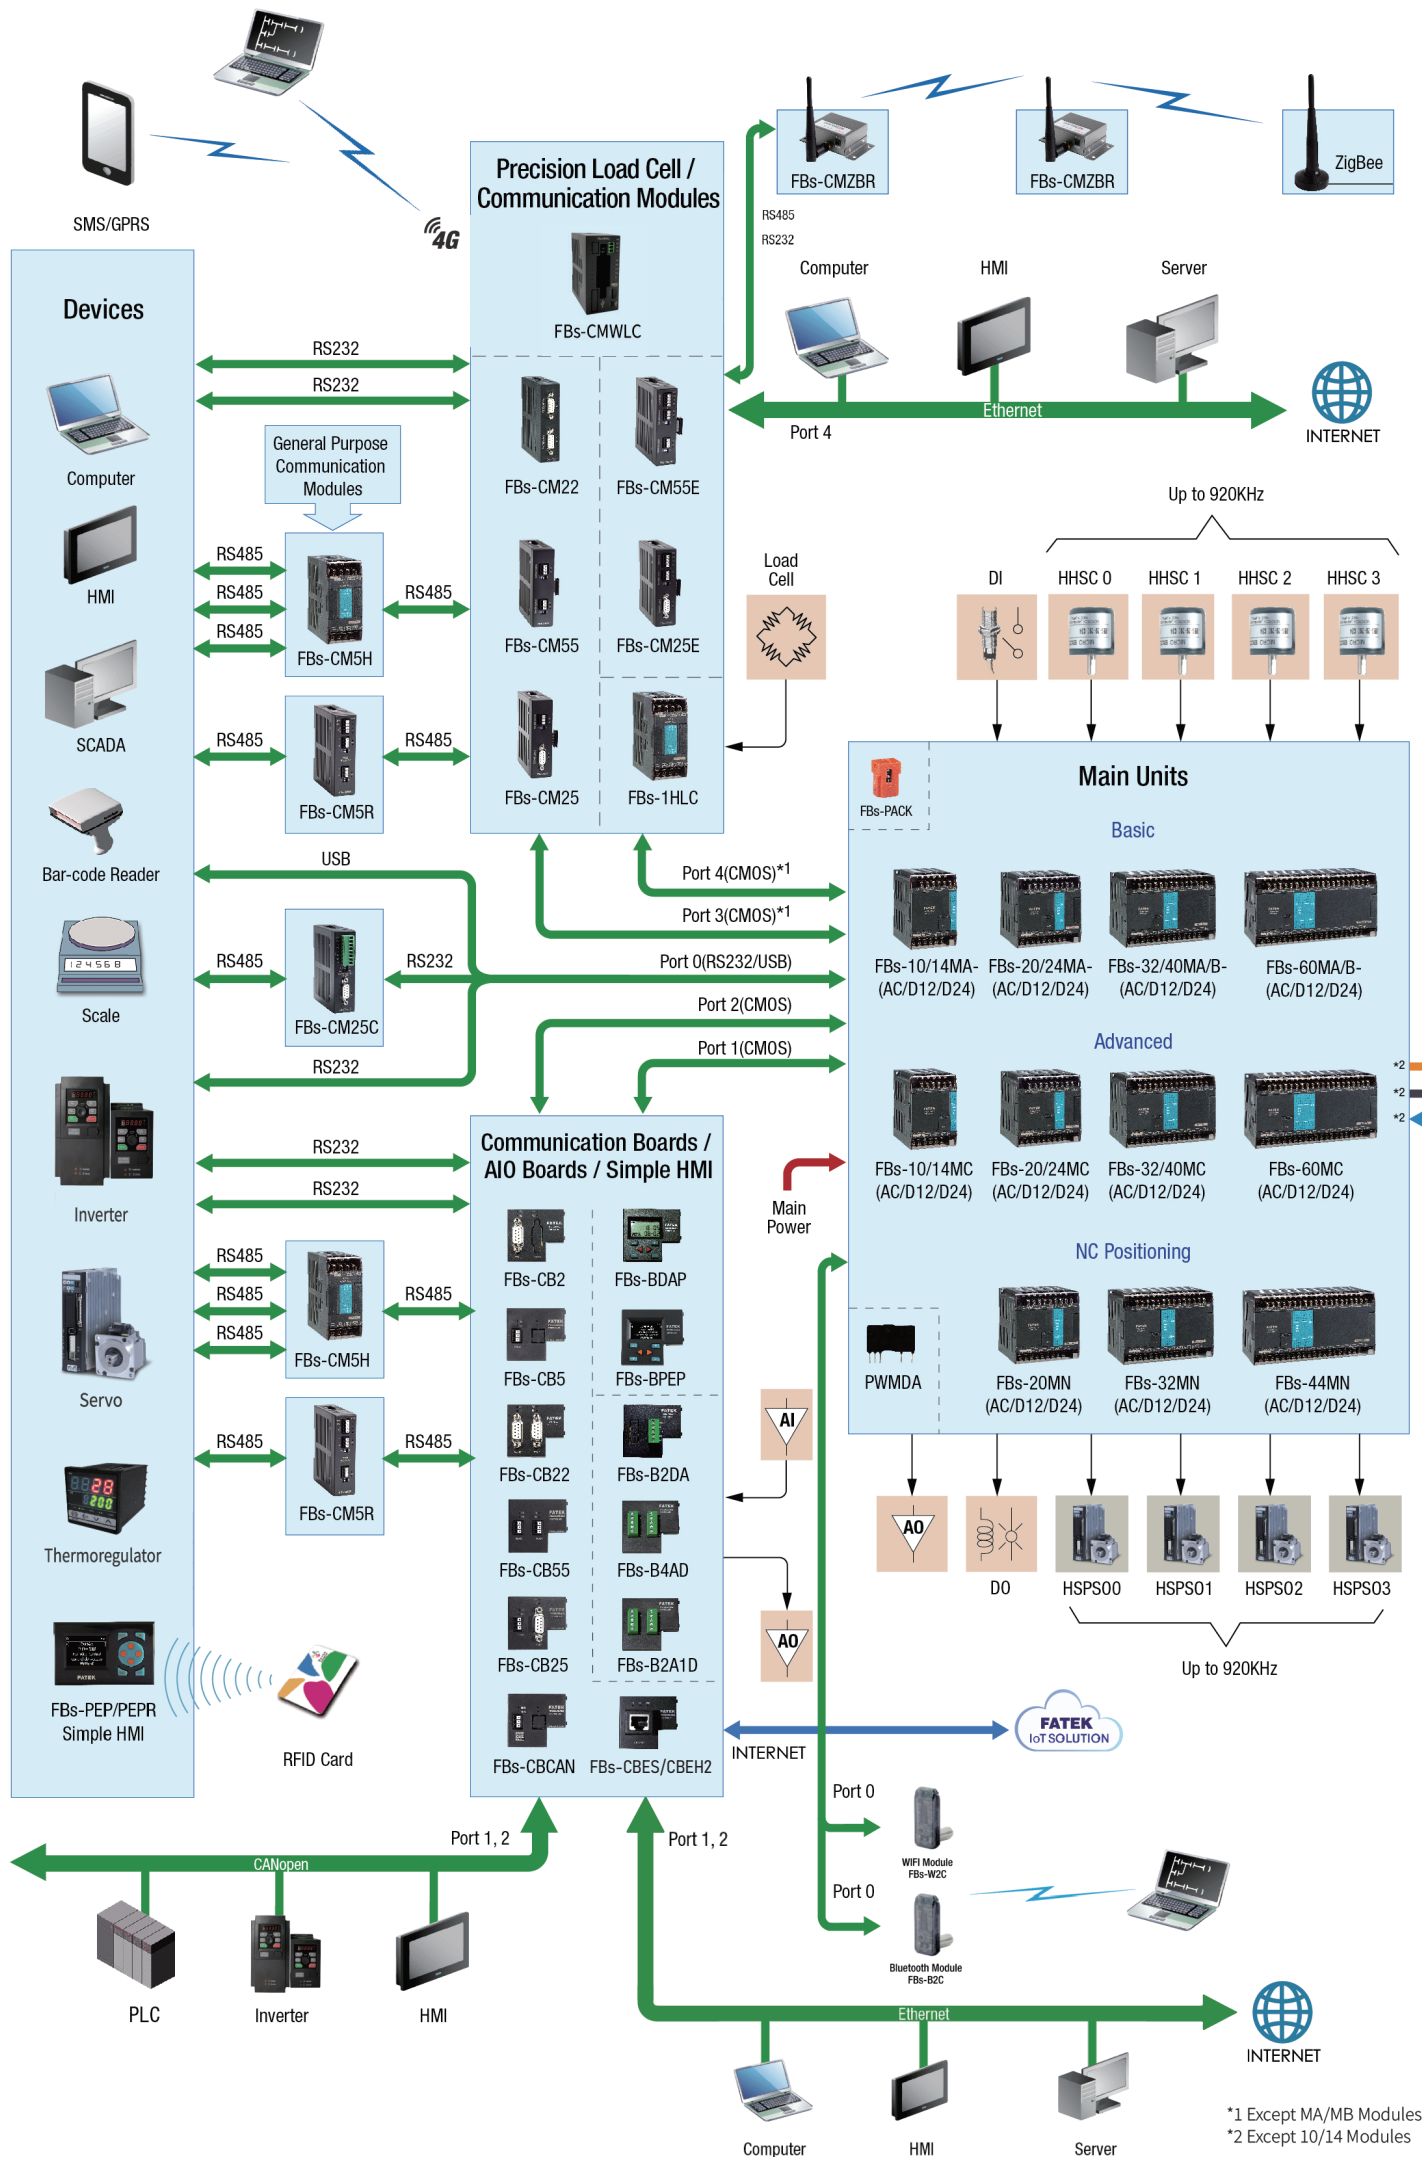 SMS/GPRS
4G
Precision Load Cell /
Communication Modules
FBs-CMWLC
FBs-CM22
FBs-CM55E
FBs-CM55
FBs-CM25E
FBs-CM25
FBs-1HLC
FBs-CMZBR
FBs-CMZBR
ZigBee
RS485
RS232
Computer
HMI
Server
Ethernet
Port 4
INTERNET
Devices
Computer
HMI
SCADA
Bar-code Reader
Scale
Inverter
Servo
Thermoregulator
FATEK
FBs-PEP/PEPR
Simple HMI
RFID Card
RS232
RS232
General Purpose
Communication
Modules
RS485
RS485
RS485
FBs-CM5H
RS485
RS485
FBs-CM5R
RS485
USB
RS485
FBs-CM25C
RS232
RS232
RS232
RS232
RS485
RS485
RS485
FBs-CM5H
RS485
RS485
FBs-CM5R
RS485
Load
Cell
Up to 920KHz
DI
HHSC 0
HHSC 1
HHSC 2
HHSC 3
Port 4(CMOS)*1
Port 3(CMOS)*1
Port 0(RS232/USB)
Port 2(CMOS)
Port 1(CMOS)
Main
Power
Main Units
FBs-PACK
Basic
FBs-10/14MA-
(AC/D12/D24)
FBs-20/24MA-
(AC/D12/D24)
FBs-32/40MA/B-
(AC/D12/D24)
FBs-60MA/B-
(AC/D12/D24)
Advanced
*2
*2
*2
FBs-10/14MC
(AC/D12/D24)
FBs-20/24MC
(AC/D12/D24)
FBs-32/40MC
(AC/D12/D24)
FBs-60MC
(AC/D12/D24)
NC Positioning
PWMDA
FBs-20MN
(AC/D12/D24)
FBs-32MN
(AC/D12/D24)
FBs-44MN
(AC/D12/D24)
AO
DO
HSPSO0
HSPSO1
HSPSO2
HSPSO3
Up to 920KHz
Communication Boards /
AIO Boards / Simple HMI
FBs-CB2
FBs-BDAP
FBs-CB5
FBs-BPEP
FBs-CB22
FBs-B2DA
FBs-CB55
FBs-B4AD
FBs-CB25
FBs-B2A1D
FBs-CBCAN
FBs-CBES/CBEH2
AI
AO
INTERNET
FATEK
IoT SOLUTION
Port 0
WIFI Module
FBs-W2C
Port 0
Bluetooth Module
FBs-B2C
Port 1, 2
CANopen
PLC
Inverter
HMI
Port 1, 2
Ethernet
INTERNET
Computer
HMI
Server
*1 Except MA/MB Modules
*2 Except 10/14 Modules